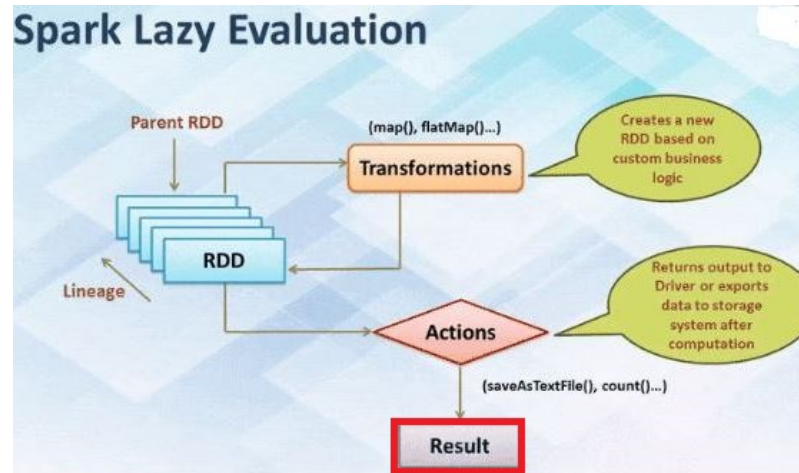 Spark Lazy Evaluation
Parent RDD
(map(), flatMap()...)
Transformations
Creates a new
RDD based on
custom business
logic
RDD
Lineage
Actions
Returns output to
Driver or exports
data to storage
system after
computation
(saveAsTextFile(), count()...)
Result